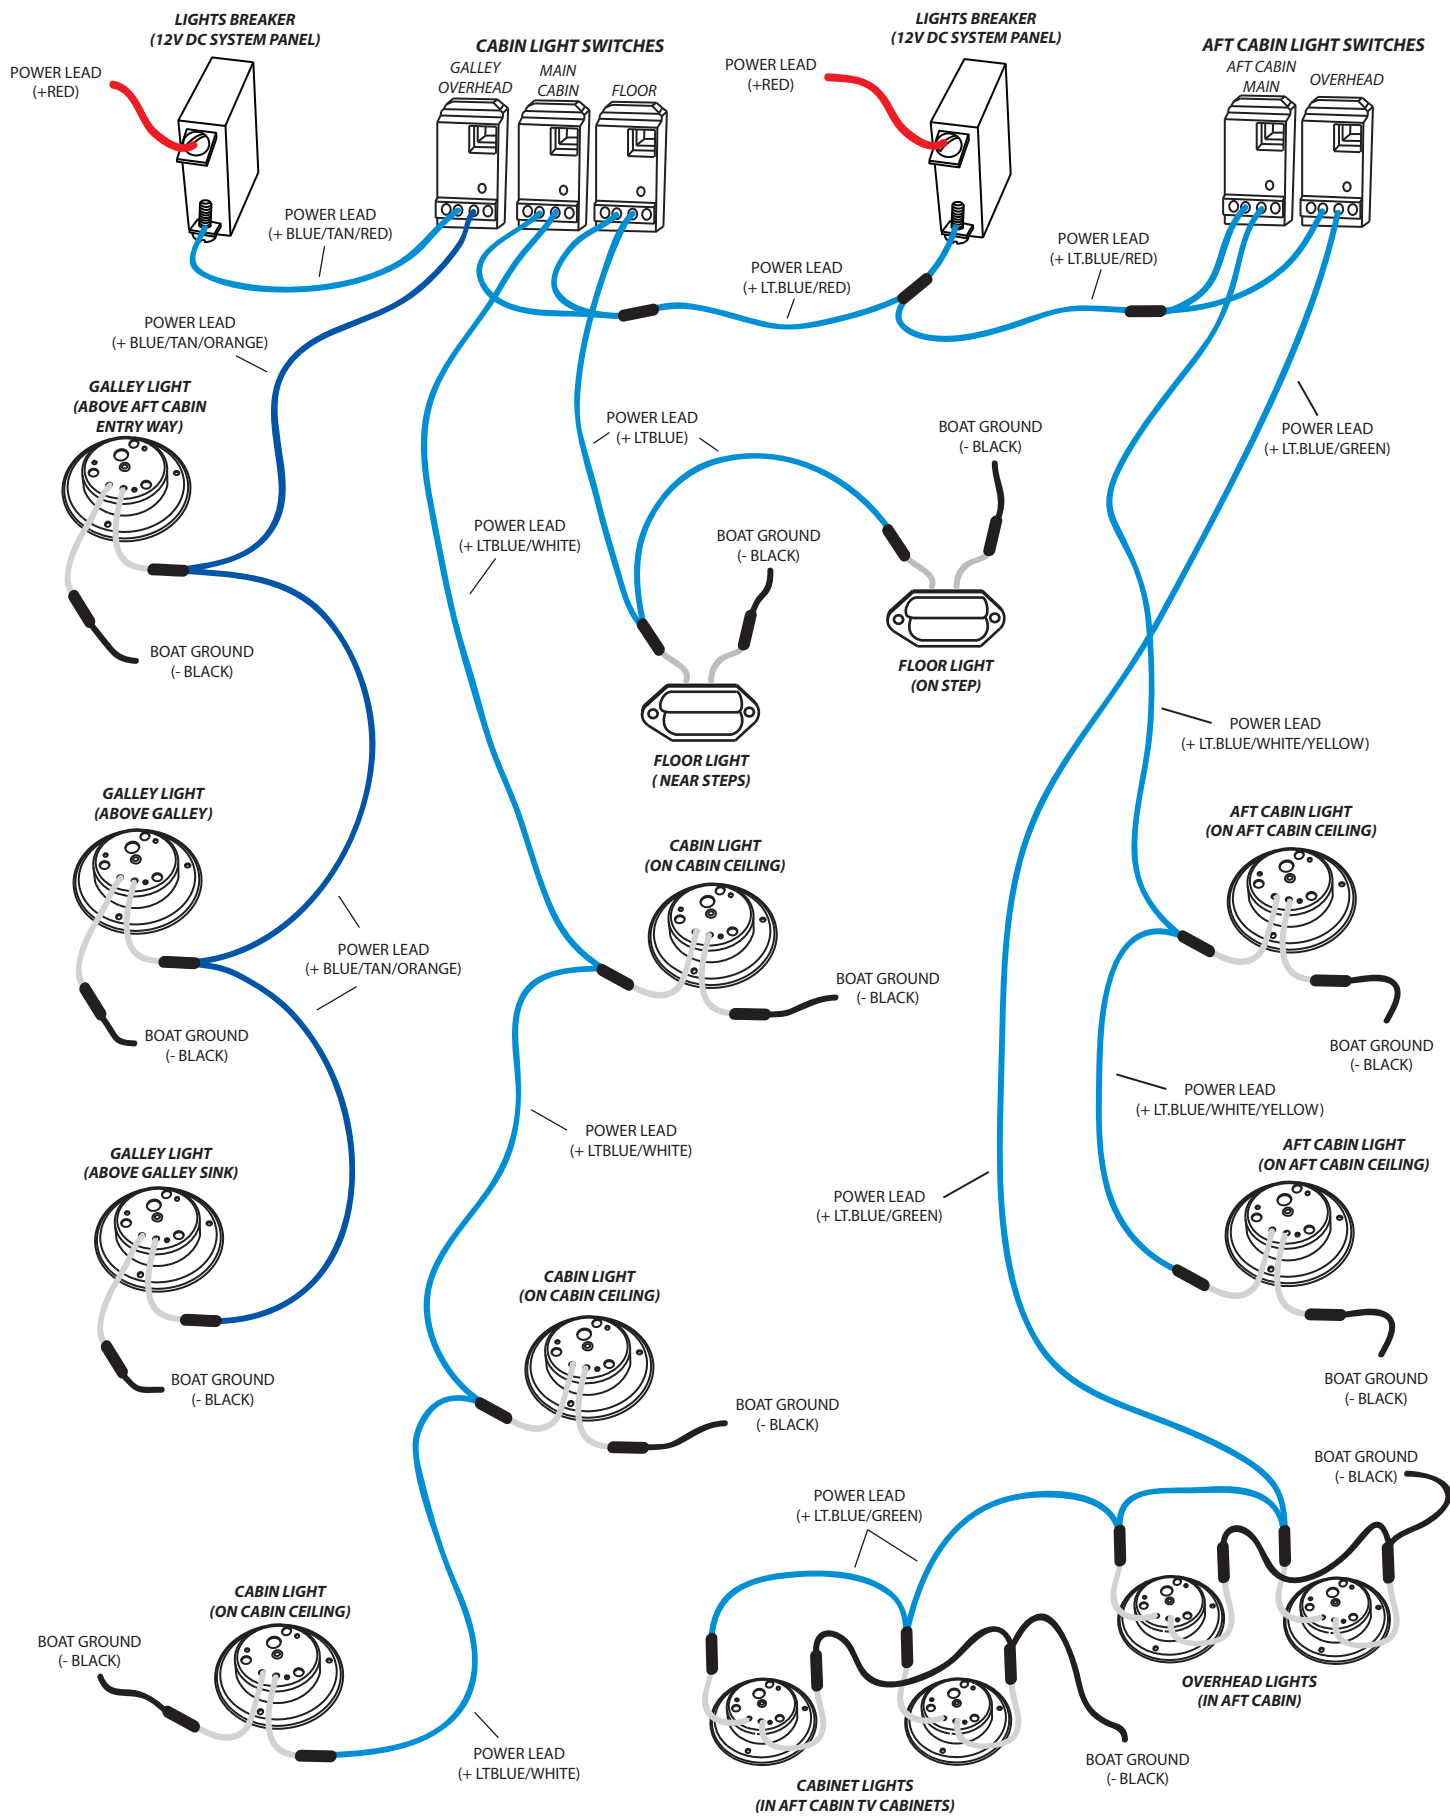 LIGHTS BREAKER
(12V DC SYSTEM PANEL)
POWER LEAD
(+RED)
CABIN LIGHT SWITCHES
GALLEY
OVERHEAD
MAIN
CABIN
FLOOR
LIGHTS BREAKER
(12V DC SYSTEM PANEL)
POWER LEAD
(+RED)
AFT CABIN LIGHT SWITCHES
AFT CABIN
MAIN
OVERHEAD
POWER LEAD
(+ BLUE/TAN/RED)
POWER LEAD
(+ LT.BLUE/RED)
POWER LEAD
(+ LT.BLUE/RED)
POWER LEAD
(+ BLUE/TAN/ORANGE)
GALLEY LIGHT
(ABOVE AFT CABIN
ENTRY WAY)
POWER LEAD
(+ LTBLUE)
BOAT GROUND
(- BLACK)
POWER LEAD
(+ LT.BLUE/GREEN)
POWER LEAD
(+ LTBLUE/WHITE)
BOAT GROUND
(- BLACK)
BOAT GROUND
(- BLACK)
FLOOR LIGHT
(ON STEP)
FLOOR LIGHT
( NEAR STEPS)
POWER LEAD
(+ LT.BLUE/WHITE/YELLOW)
GALLEY LIGHT
(ABOVE GALLEY)
CABIN LIGHT
(ON CABIN CEILING)
AFT CABIN LIGHT
(ON AFT CABIN CEILING)
POWER LEAD
(+ BLUE/TAN/ORANGE)
BOAT GROUND
(- BLACK)
BOAT GROUND
(- BLACK)
BOAT GROUND
(- BLACK)
POWER LEAD
(+ LT.BLUE/WHITE/YELLOW)
POWER LEAD
(+ LTBLUE/WHITE)
GALLEY LIGHT
(ABOVE GALLEY SINK)
AFT CABIN LIGHT
(ON AFT CABIN CEILING)
POWER LEAD
(+ LT.BLUE/GREEN)
CABIN LIGHT
(ON CABIN CEILING)
BOAT GROUND
(- BLACK)
BOAT GROUND
(- BLACK)
BOAT GROUND
(- BLACK)
BOAT GROUND
(- BLACK)
POWER LEAD
(+ LT.BLUE/GREEN)
CABIN LIGHT
(ON CABIN CEILING)
BOAT GROUND
(- BLACK)
OVERHEAD LIGHTS
(IN AFT CABIN)
POWER LEAD
(+ LTBLUE/WHITE)
BOAT GROUND
(- BLACK)
CABINET LIGHTS
(IN AFT CABIN TV CABINETS)